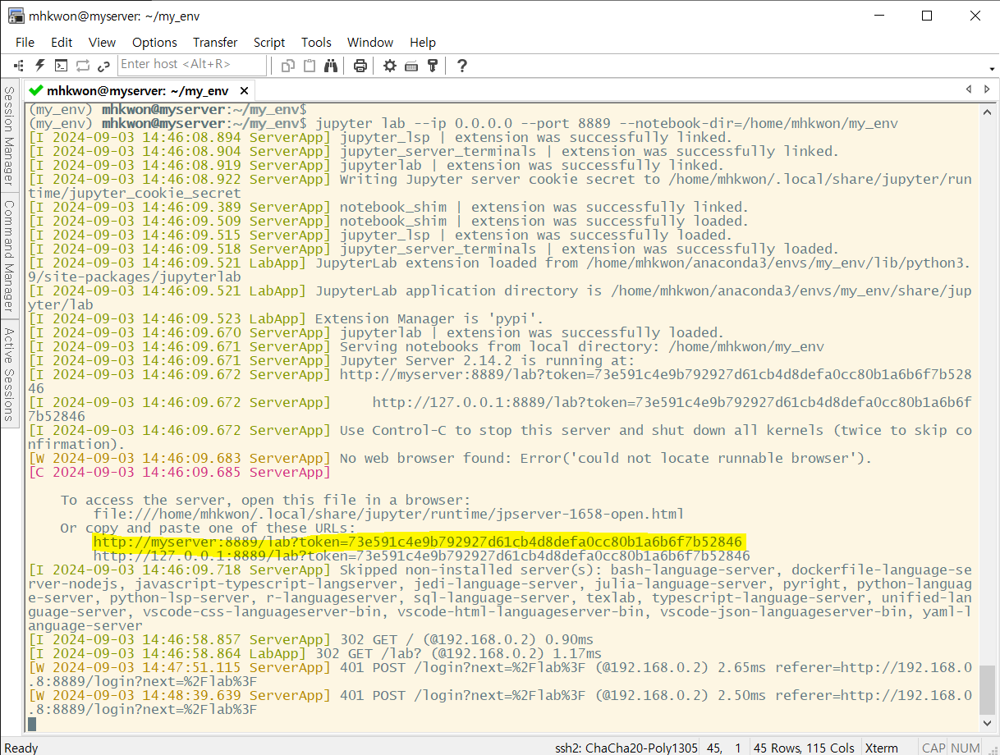 mhkwon@myserver: ~/my_env
File Edit View Options Transfer Script Tools Window Help
Enter host <Alt+R>
mhkwon@myserver: ~/my_env
Session Manager
Command Manager
Active Sessions
(my_env) mhkwon@myserver:~/my_env$
(my_env) mhkwon@myserver:~/my_env$ jupyter lab --ip 0.0.0.0 --port 8889 --notebook-dir=/home/mhkwon/my_env
[I 2024-09-03 14:46:08.894 ServerApp] jupyter_lsp | extension was successfully linked.
[I 2024-09-03 14:46:08.904 ServerApp] jupyter_server_terminals | extension was successfully linked.
[I 2024-09-03 14:46:08.919 ServerApp] jupyterlab | extension was successfully linked.
[I 2024-09-03 14:46:08.922 ServerApp] Writing Jupyter server cookie secret to /home/mhkwon/.local/share/jupyter/run
time/jupyter_cookie_secret
[I 2024-09-03 14:46:09.389 ServerApp] notebook_shim | extension was successfully linked.
[I 2024-09-03 14:46:09.509 ServerApp] notebook_shim | extension was successfully loaded.
[I 2024-09-03 14:46:09.515 ServerApp] jupyter_lsp | extension was successfully loaded.
[I 2024-09-03 14:46:09.518 ServerApp] jupyter_server_terminals | extension was successfully loaded.
[I 2024-09-03 14:46:09.521 LabApp] JupyterLab extension loaded from /home/mhkwon/anaconda3/envs/my_env/lib/python3.
9/site-packages/jupyterlab
[I 2024-09-03 14:46:09.521 LabApp] JupyterLab application directory is /home/mhkwon/anaconda3/envs/my_env/share/jup
yter/lab
[I 2024-09-03 14:46:09.523 LabApp] Extension Manager is 'pypi'.
[I 2024-09-03 14:46:09.670 ServerApp] jupyterlab | extension was successfully loaded.
[I 2024-09-03 14:46:09.671 ServerApp] Serving notebooks from local directory: /home/mhkwon/my_env
[I 2024-09-03 14:46:09.671 ServerApp] Jupyter Server 2.14.2 is running at:
[I 2024-09-03 14:46:09.672 ServerApp] http://myserver:8889/lab?token=73e591c4e9b792927d61cb4d8defa0cc80b1a6b6f7b528
46
[I 2024-09-03 14:46:09.672 ServerApp]     http://127.0.0.1:8889/lab?token=73e591c4e9b792927d61cb4d8defa0cc80b1a6b6f
7b52846
[I 2024-09-03 14:46:09.672 ServerApp] Use Control-C to stop this server and shut down all kernels (twice to skip co
nfirmation).
[W 2024-09-03 14:46:09.683 ServerApp] No web browser found: Error('could not locate runnable browser').
[C 2024-09-03 14:46:09.685 ServerApp]
To access the server, open this file in a browser:
file:///home/mhkwon/.local/share/jupyter/runtime/jpserver-1658-open.html
Or copy and paste one of these URLs:
http://myserver:8889/lab?token=73e591c4e9b792927d61cb4d8defa0cc80b1a6b6f7b52846
http://127.0.0.1:8889/lab?token=73e591c4e9b792927d61cb4d8defa0cc80b1a6b6f7b52846
[I 2024-09-03 14:46:09.718 ServerApp] Skipped non-installed server(s): bash-language-server, dockerfile-language-se
rver-nodejs, javascript-typescript-langserver, jedi-language-server, julia-language-server, pyright, python-languag
e-server, python-lsp-server, r-languageserver, sql-language-server, texlab, typescript-language-server, unified-lan
guage-server, vscode-css-languageserver-bin, vscode-html-languageserver-bin, vscode-json-languageserver-bin, yaml-l
anguage-server
[I 2024-09-03 14:46:58.857 ServerApp] 302 GET / (@192.168.0.2) 0.90ms
[I 2024-09-03 14:46:58.864 LabApp] 302 GET /lab? (@192.168.0.2) 1.17ms
[W 2024-09-03 14:47:51.115 ServerApp] 401 POST /login?next=%2Flab%3F (@192.168.0.2) 2.65ms referer=http://192.168.0
.8:8889/login?next=%2Flab%3F
[W 2024-09-03 14:48:39.639 ServerApp] 401 POST /login?next=%2Flab%3F (@192.168.0.2) 2.50ms referer=http://192.168.0
.8:8889/login?next=%2Flab%3F
Ready ssh2: ChaCha20-Poly1305 45, 1 45 Rows, 115 Cols Xterm CAP NUM